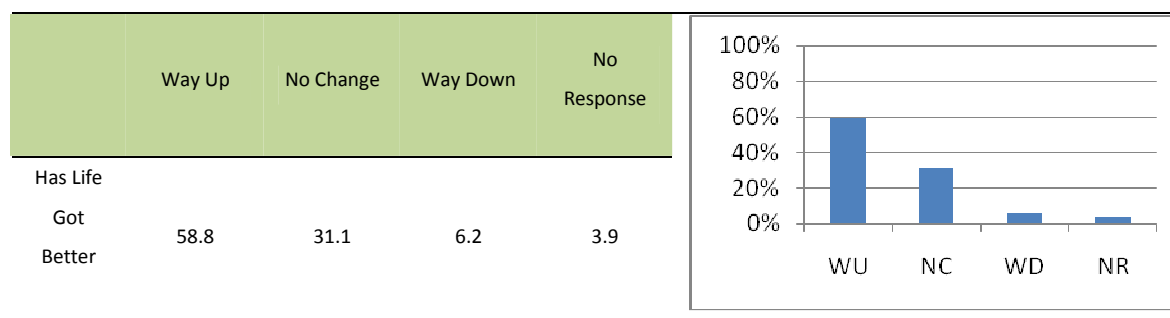 Way Up No Change Way Down No Response
Has Life
Got
Better
58.8 31.1 6.2 3.9
100%
80%
60%
40%
20%
0%
WU NC WD NR